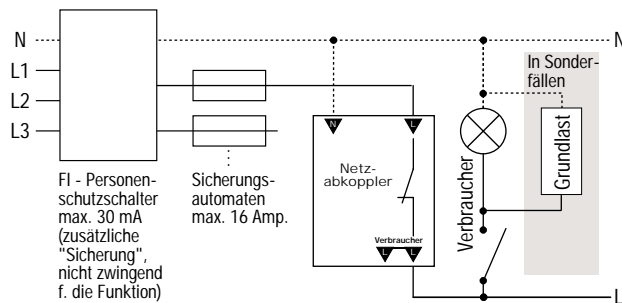 N
N
L1
L2
L3
In Sonder-
fällen
N
L
Netz-
abkoppler
Verbraucher
L
L
Verbraucher
Grundlast
FI - Personen-
schutzschalter
max. 30 mA
(zusätzliche
"Sicherung",
nicht zwingend
f. die Funktion)
Sicherungs-
automaten
max. 16 Amp.
L